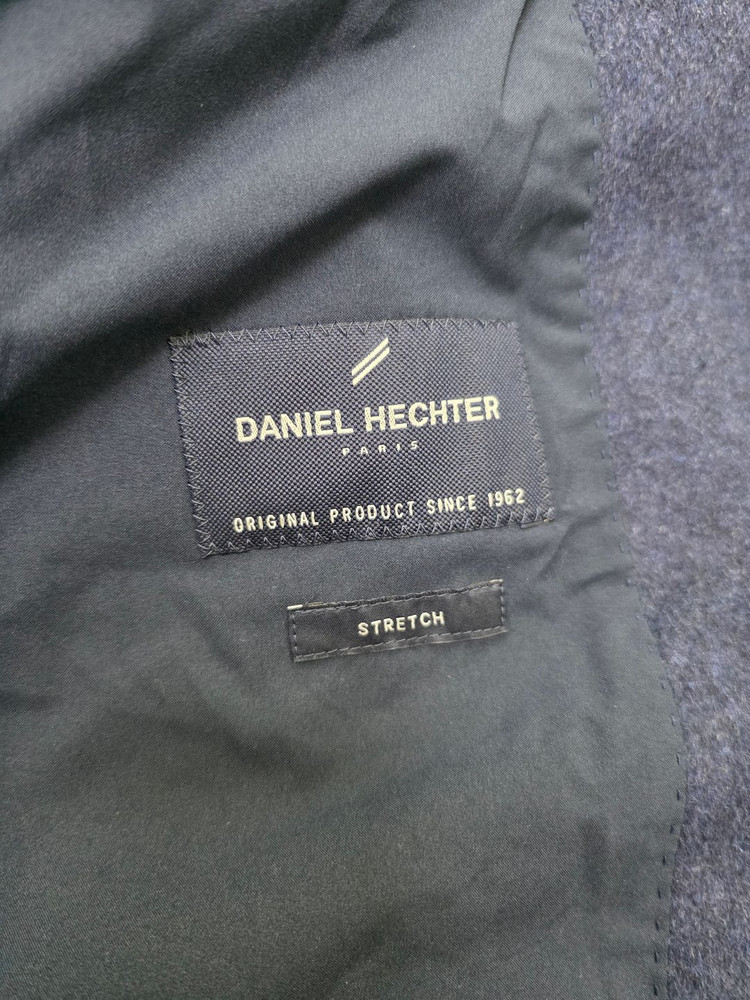 DANIEL HECHTER
PARIS
ORIGINAL PRODUCT SINCE 1962
STRETCH